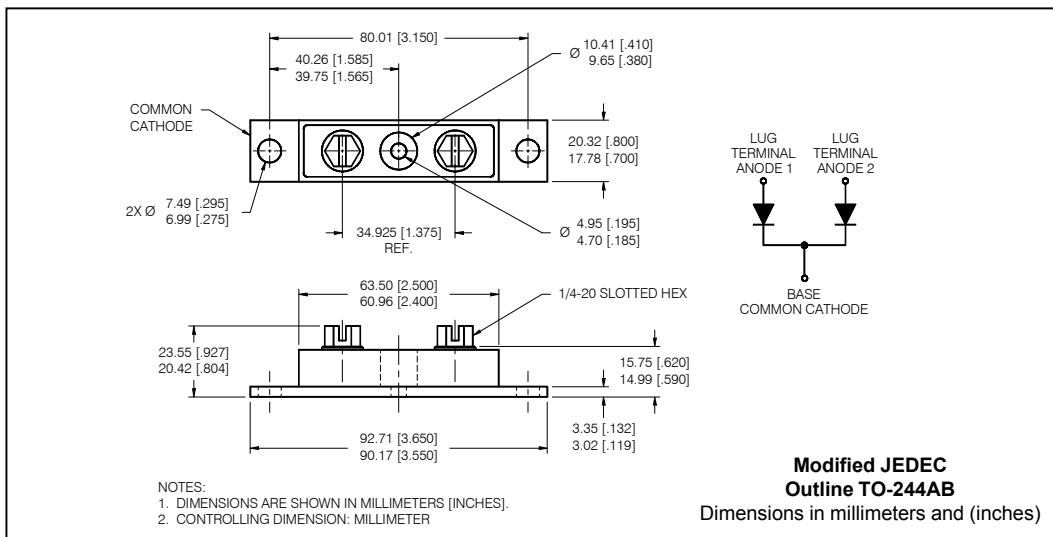 80.01 [3.150]
40.26 [1.585]
39.75 [1.565]
Ø 10.41 [.410]
9.65 [.380]
COMMON
CATHODE
20.32 [.800]
17.78 [.700]
2X Ø 7.49 [.295]
6.99 [.275]
34.925 [1.375]
REF.
Ø 4.95 [.195]
4.70 [.185]
LUG
TERMINAL
ANODE 1
LUG
TERMINAL
ANODE 2
BASE
COMMON CATHODE
63.50 [2.500]
60.96 [2.400]
1/4-20 SLOTTED HEX
23.55 [.927]
20.42 [.804]
15.75 [.620]
14.99 [.590]
3.35 [.132]
3.02 [.119]
92.71 [3.650]
90.17 [3.550]
NOTES:
1. DIMENSIONS ARE SHOWN IN MILLIMETERS [INCHES].
2. CONTROLLING DIMENSION: MILLIMETER
Modified JEDEC
Outline TO-244AB
Dimensions in millimeters and (inches)